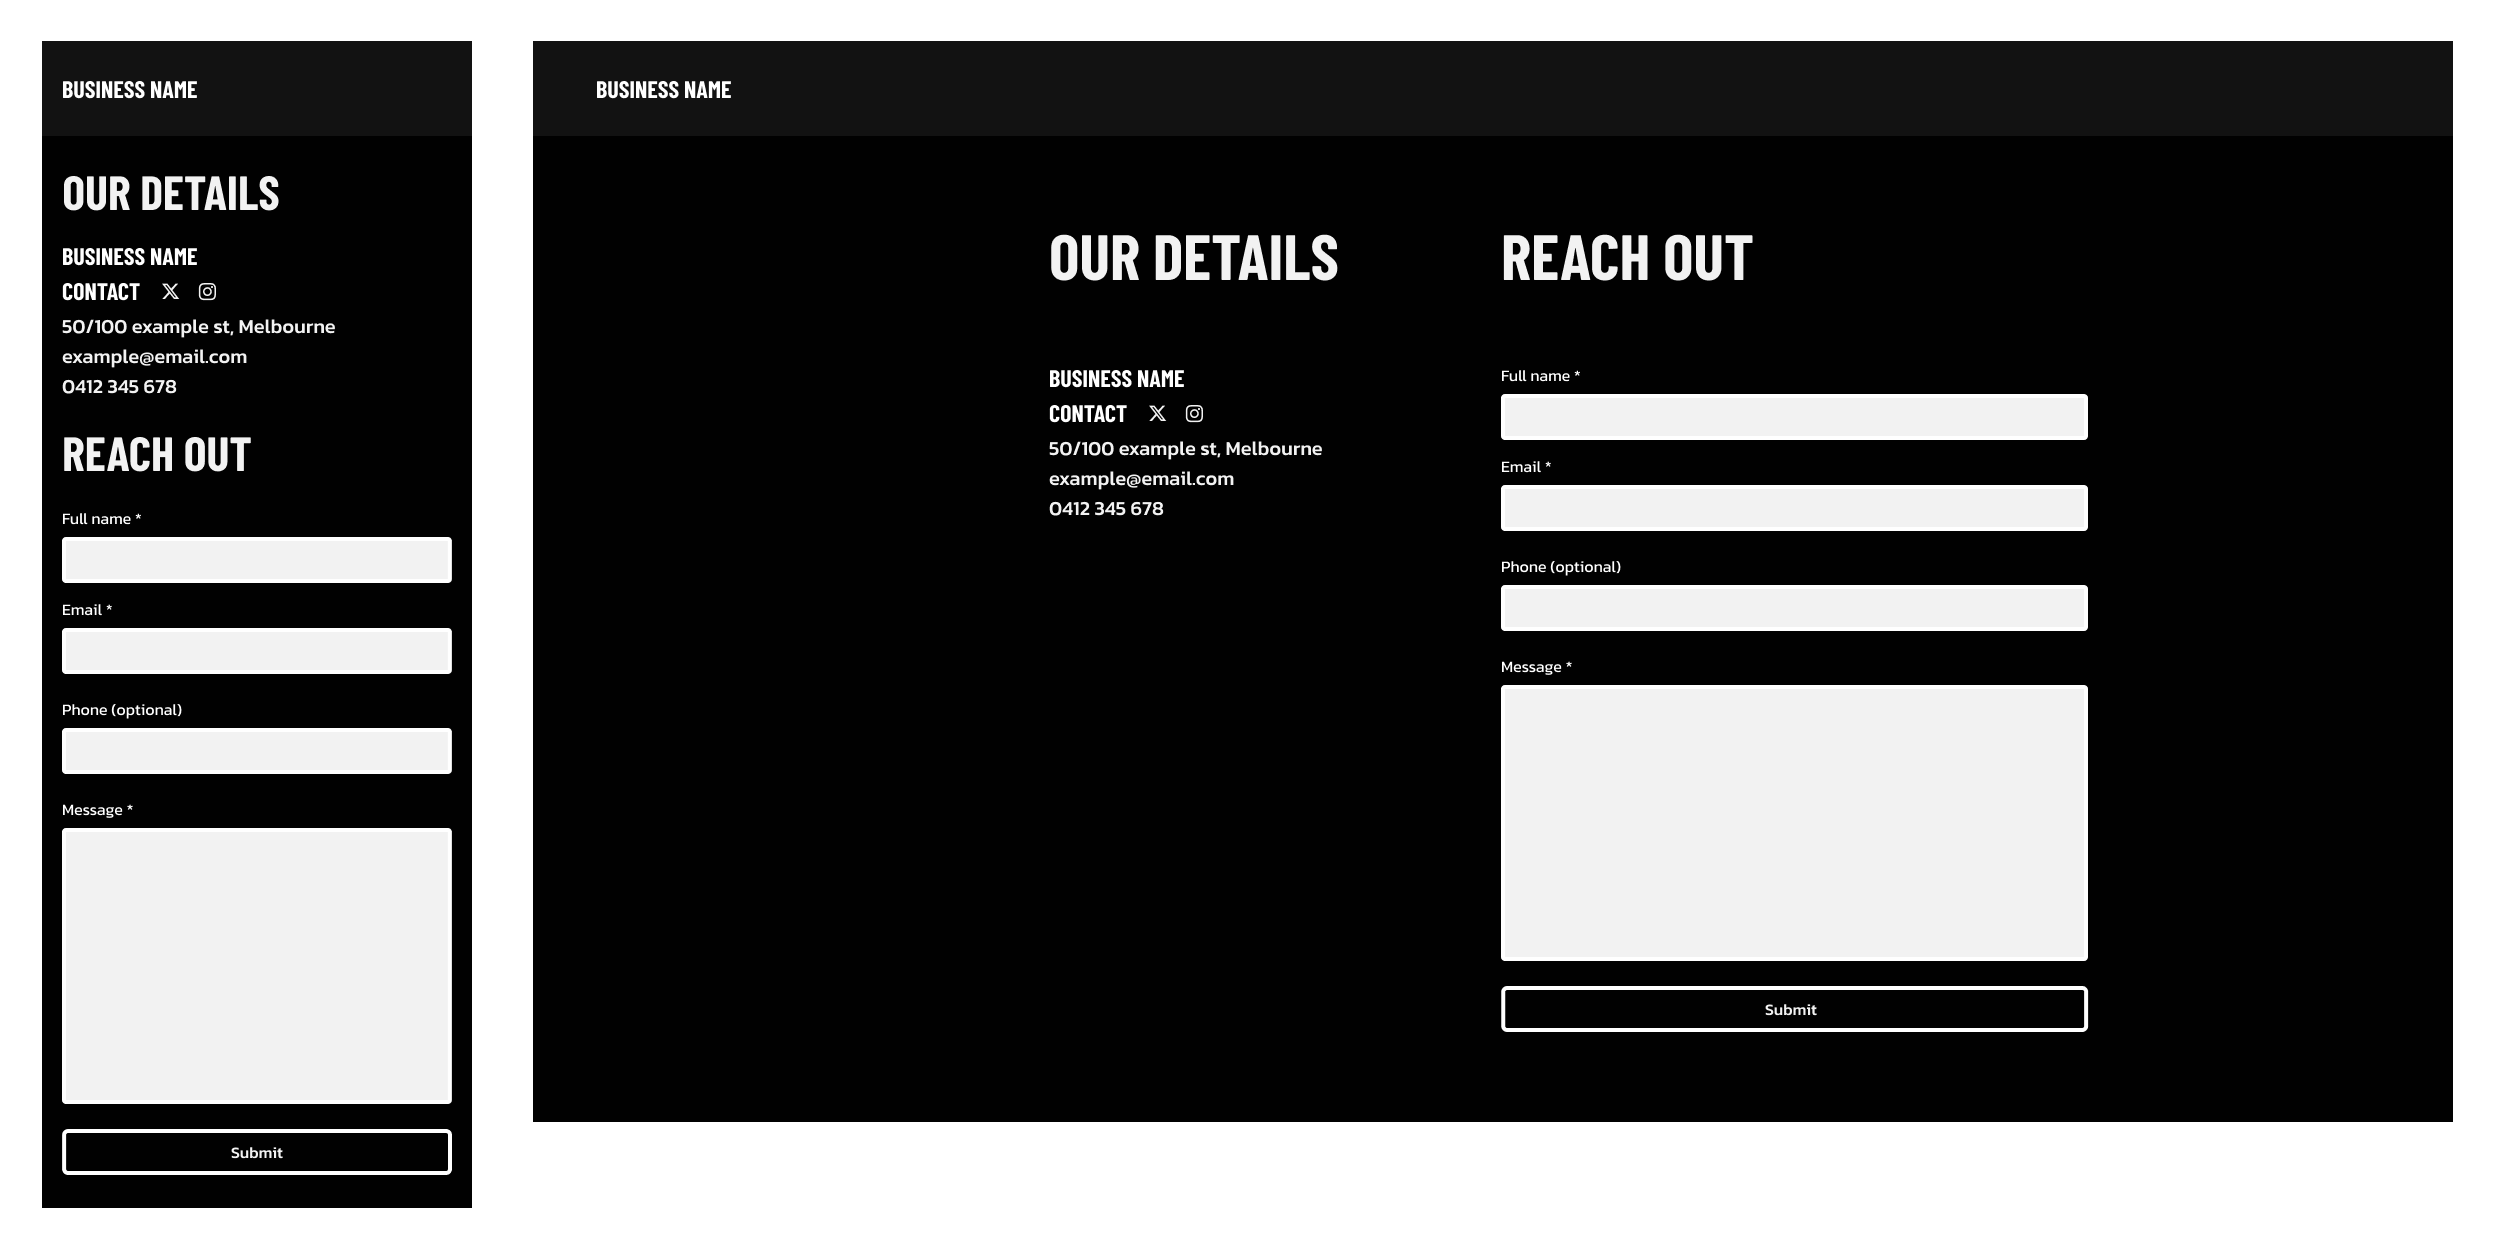 BUSINESS NAME
OUR DETAILS
BUSINESS NAME
CONTACT
50/100 example st, Melbourne
example@email.com
0412 345 678
REACH OUT
Full name *
Email *
Phone (optional)
Message *
Submit
BUSINESS NAME
OUR DETAILS
BUSINESS NAME
CONTACT
50/100 example st, Melbourne
example@email.com
0412 345 678
REACH OUT
Full name *
Email *
Phone (optional)
Message *
Submit